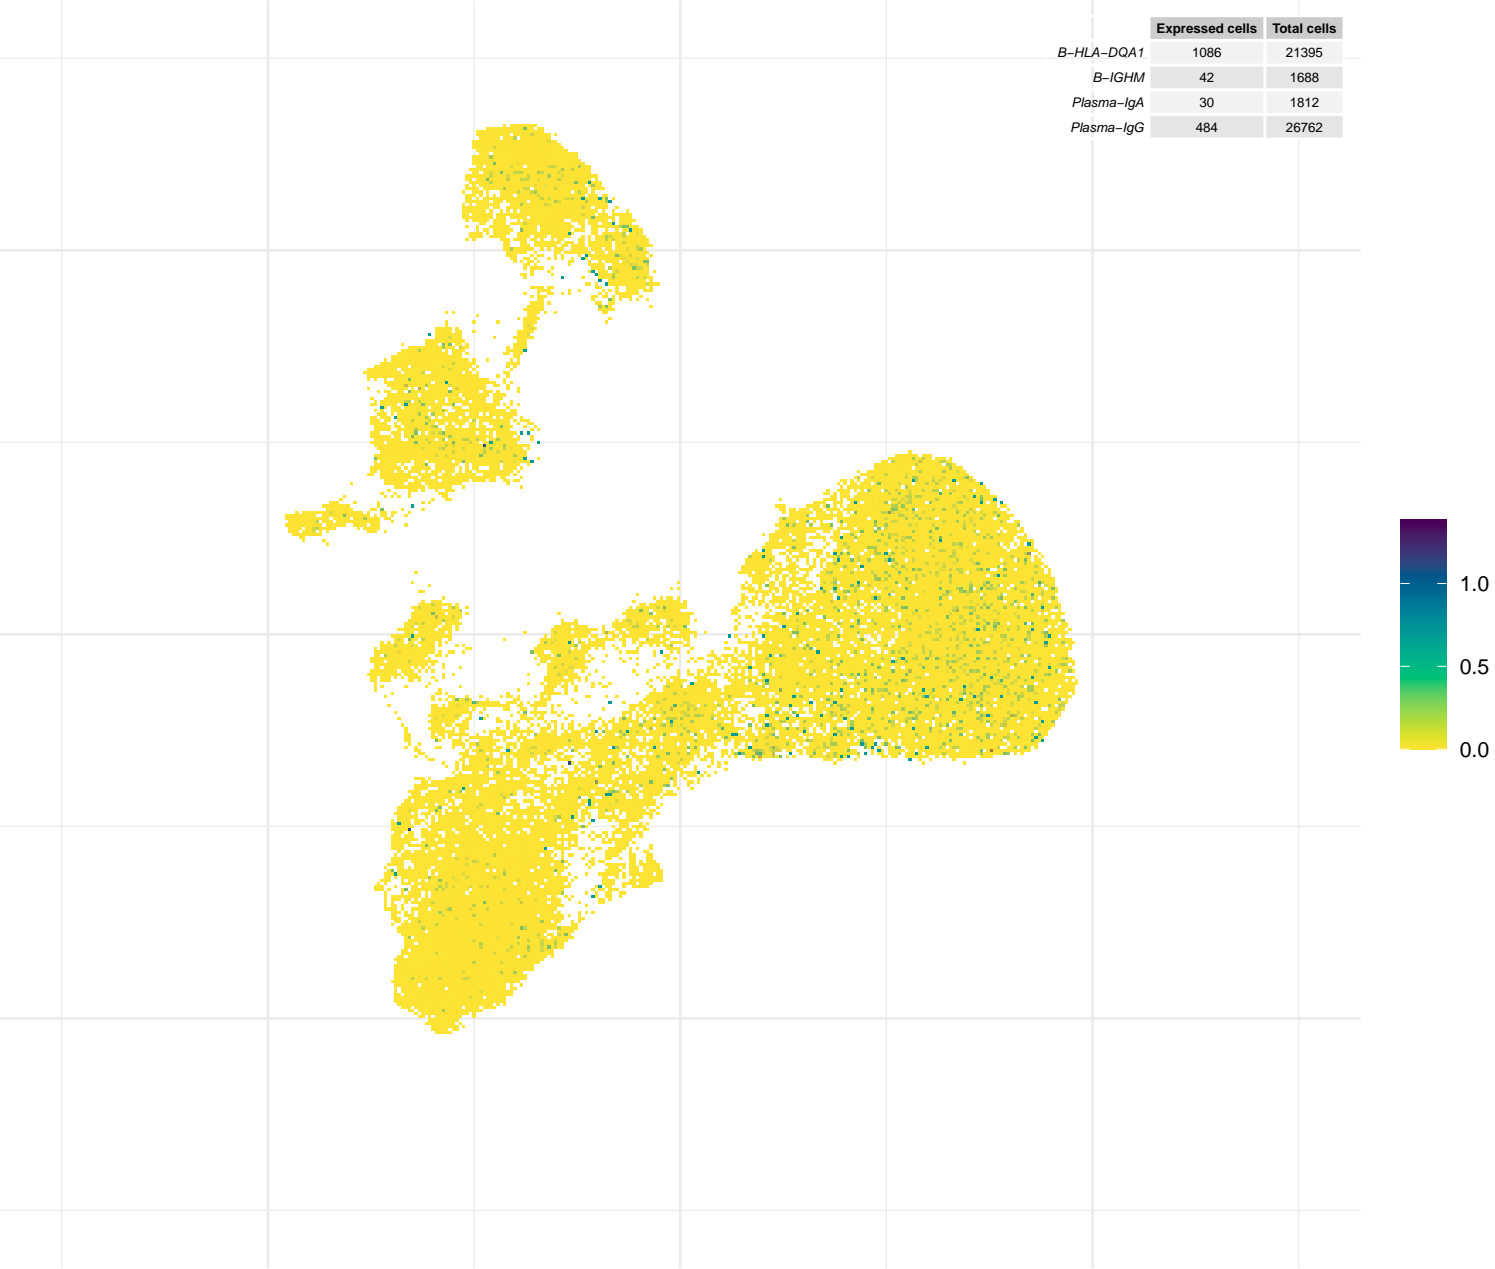 Expressed cells Total cells
B−HLA−DQA1 1086 21395
B−IGHM 42 1688
Plasma−IgA 30 1812
Plasma−IgG 484 26762
1.0
0.5
0.0